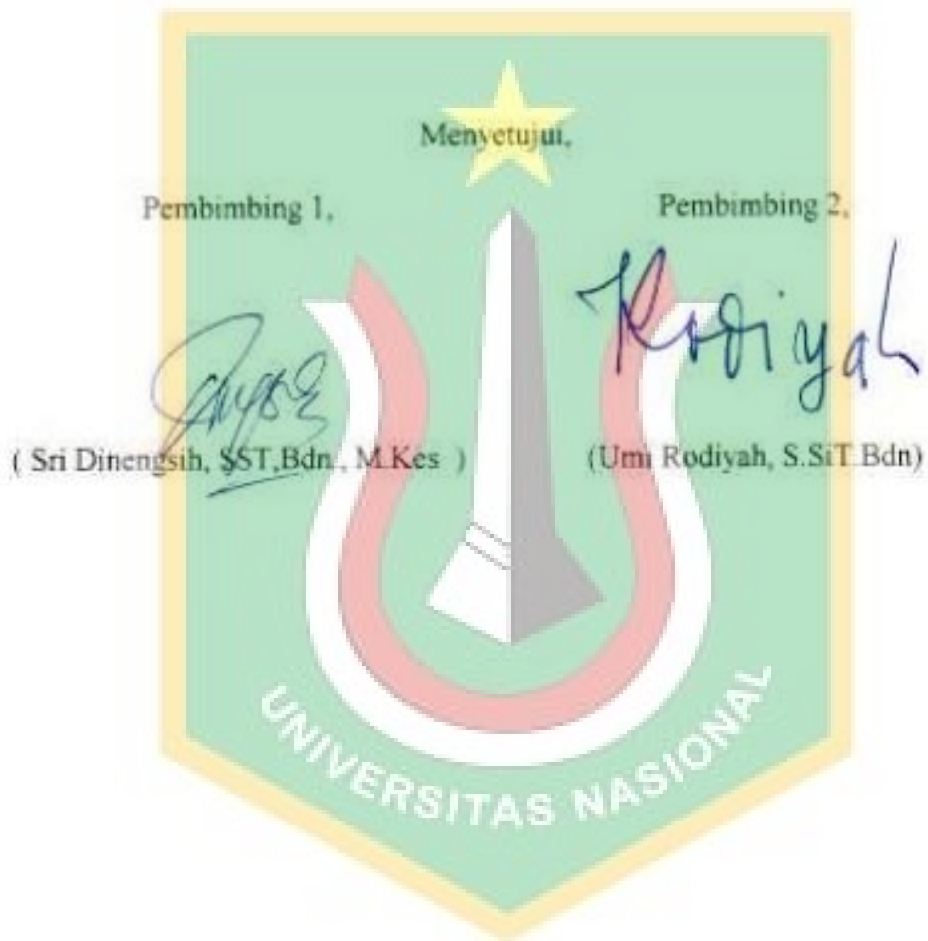 Menyetujui,
Pembimbing 1, Pembimbing 2,
Rodiyah
( Sri Dinengsih, SST,Bdn., M.Kes ) (Umi Rodiyah, S.SiT.Bdn)
UNIVERSITAS NASIONAL